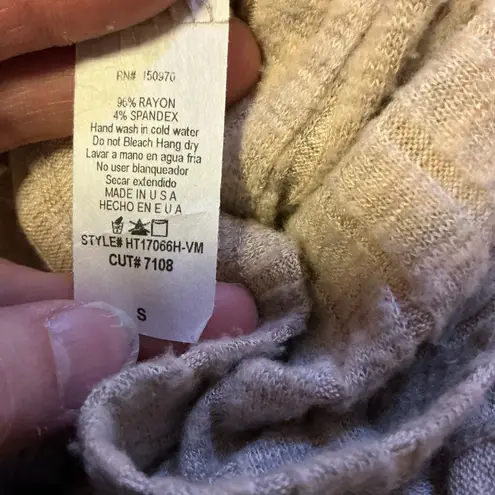 RN# 150970
96% RAYON
4% SPANDEX
Hand wash in cold water
Do not Bleach Hang dry
Lavar a mano en agua fria
No user blanqueador
Secar extendido
MADE IN U S A
HECHO EN E U A
STYLE# HT17066H-VM
CUT# 7108
S